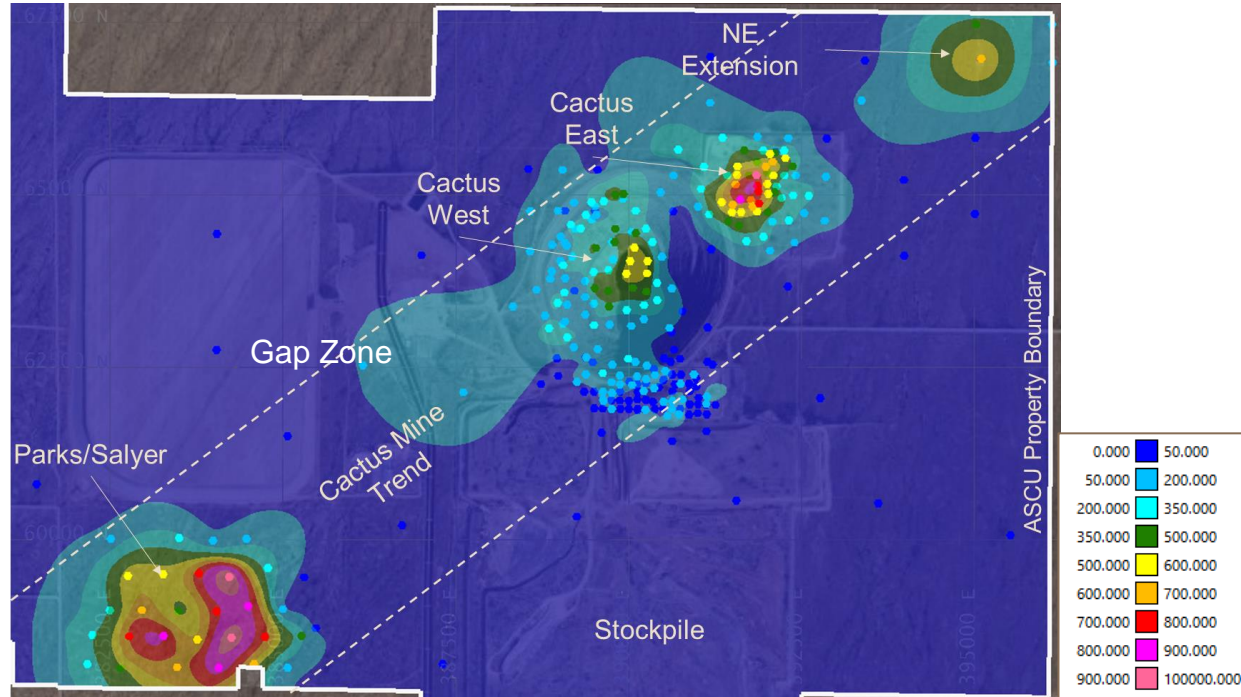 NE
Extension
Cactus
East
Cactus
West
Gap Zone
Cactus Mine
Trend
Parks/Salyer
Stockpile
ASCU Property Boundary
0.000 50.000
50.000 200.000
200.000 350.000
350.000 500.000
500.000 600.000
600.000 700.000
700.000 800.000
800.000 900.000
900.000 100000.000